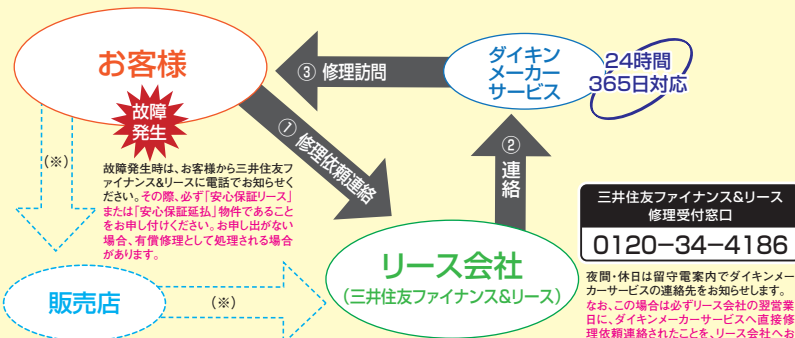 お客様
故障
発生
③ 修理訪問
ダイキン
メーカー
サービス
24時間
365日対応
① 修理依頼連絡
②
連絡
(※)
故障発生時は、お客様から三井住友フ
ァイナンス&リースに電話でお知らせく
ださい。その際、必ず「安心保証リース」
または「安心保証延払」物件であること
をお申し付けください。お申し出がない
場合、有償修理として処理される場合
があります。
三井住友ファイナンス&リース
修理受付窓口
0120−34−4186
夜間・休日は留守電案内でダイキンメー
カーサービスの連絡先をお知らせします。
なお、この場合は必ずリース会社の翌営業
日に、ダイキンメーカーサービスへ直接修
理依頼連絡されたことを、リース会社へお
リース会社
(三井住友ファイナンス&リース)
販売店
(※)